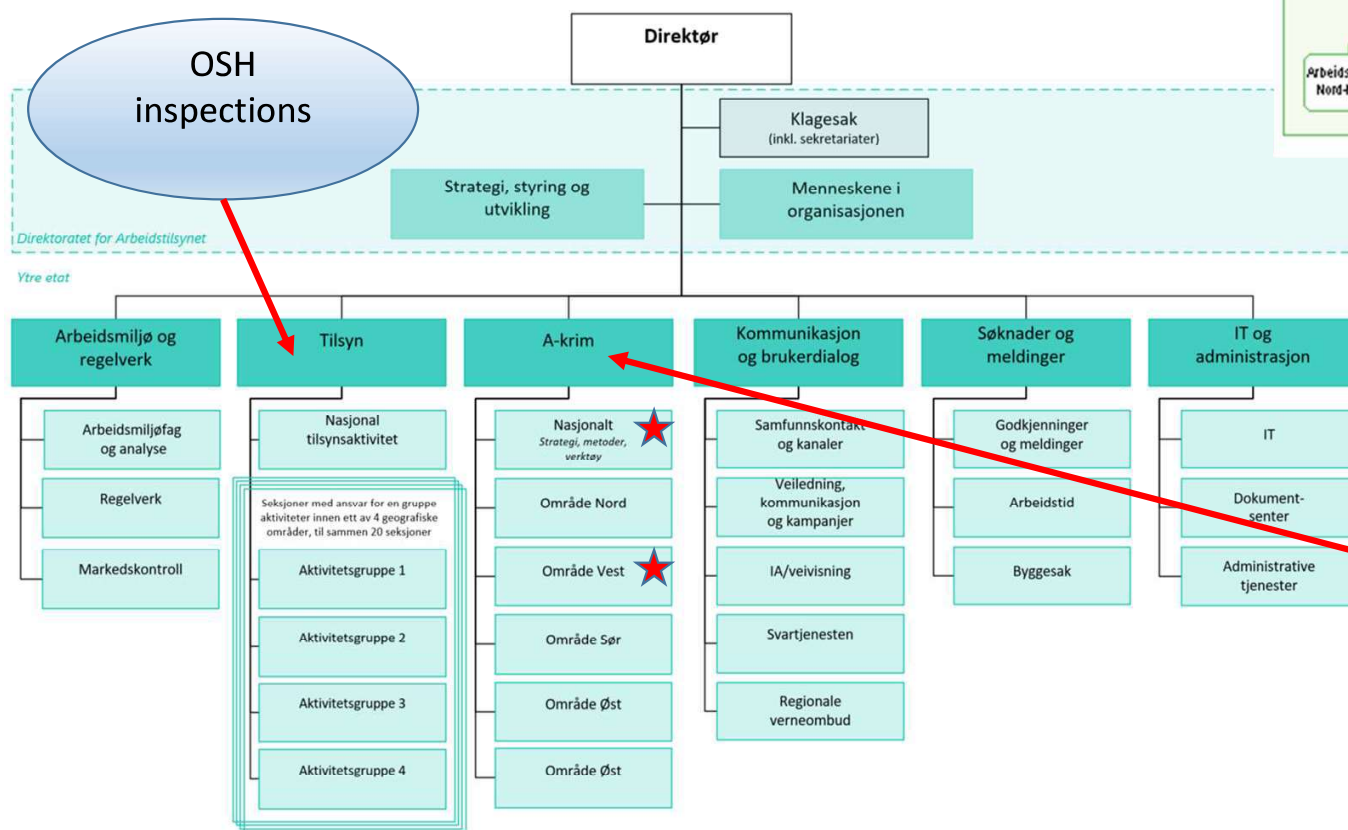 OSH
inspections
Direktør
Klagesak
(inkl. sekretariater)
Strategi, styring og
utvikling
Menneskene i
organisasjonen
Direktoratet for Arbeidstilsynet
Ytre etat
Arbeidsmiljø og
regelverk
Arbeidsmiljøfag
og analyse
Regelverk
Markedskontroll
Tilsyn
Nasjonal
tilsynsaktivitet
Seksjoner med ansvar for en gruppe
aktiviteter innen ett av 4 geografiske
områder, til sammen 20 seksjoner
Aktivitetsgruppe 1
Aktivitetsgruppe 2
Aktivitetsgruppe 3
Aktivitetsgruppe 4
A-krim
Nasjonalt
Strategi, metoder,
verktøy
Område Nord
Område Vest
Område Sør
Område Øst
Område Øst
Kommunikasjon
og brukerdialog
Samfunnskontakt
og kanaler
Veiledning,
kommunikasjon
og kampanjer
IA/veivisning
Svartjenesten
Regionale
verneombud
Søknader og
meldinger
Godkjenninger
og meldinger
Arbeidstid
Byggesak
IT og
administrasjon
IT
Dokument-
senter
Administrative
tjenester
Arbeids
Nord-